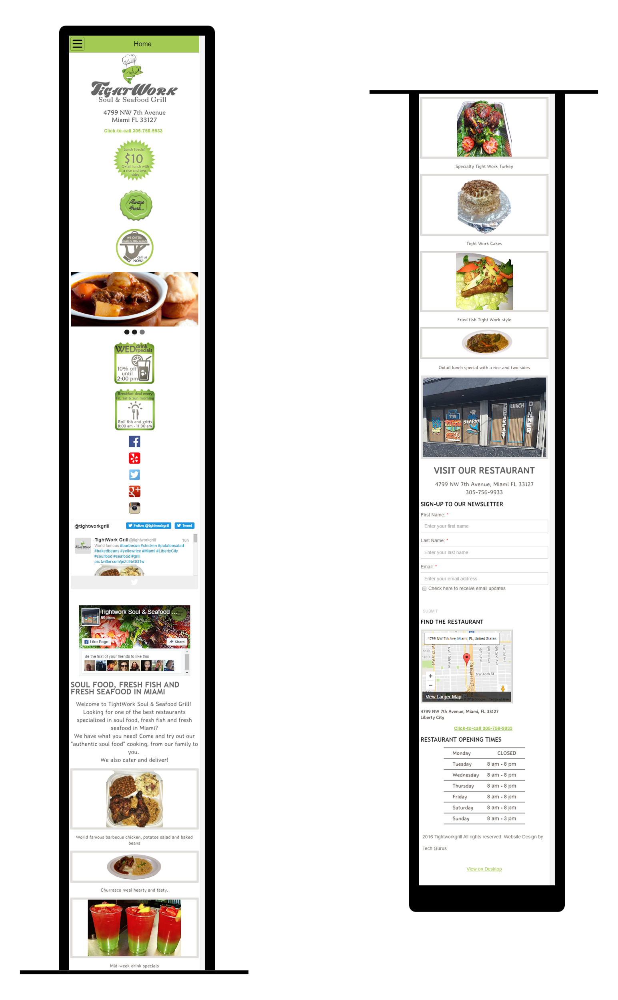 Home
TightWork
Soul & Seafood Grill
4799 NW 7th Avenue
Miami FL 33127
Click-to-call 305-756-9933
Lunch Special
$10
Oxtail lunch with
a rice and two
sides
Always
Fresh...
WE CATER:
small or BIG events
call us
NOW!
WED drink
specials
10% off
until
2:00 pm
Breakfast deal every
Fri, Sat & Sun morning
Boil fish and gritts
8:00 am - 11:30 am
@tightworkgrill
Follow @tightworkgrill
Tweet
TightWork Grill @tightworkgrill 10h
World famous #barbecue #chicken #potatoesalad
#bakedbeans #yellowrice #Miami #LibertyCity
#soulfood #seafood #grill
pic.twitter.com/piZc9bGQ1w
Tightwork Soul & Seafood ...
89 likes
Like Page
Share
Be the first of your friends to like this
SOUL FOOD, FRESH FISH AND
FRESH SEAFOOD IN MIAMI
Welcome to TightWork Soul & Seafood Grill!
Looking for one of the best restaurants
specialized in soul food, fresh fish and fresh
seafood in Miami?
We have what you need! Come and try out our
"authentic soul food" cooking, from our family to
you.
We also cater and deliver!
World famous barbecue chicken, potatoe salad and baked
beans
Churrasco meal hearty and tasty.
Mid-week drink specials
Specialty Tight Work Turkey
Tight Work Cakes
Fried fish Tight Work style
Oxtail lunch special with a rice and two sides
TW
SEAFOOD
GRILL
BREAKFAST
LUNCH
DINNER
VISIT OUR RESTAURANT
4799 NW 7th Avenue, Miami FL 33127
305-756-9933
SIGN-UP TO OUR NEWSLETTER
First Name: *
Enter your first name
Last Name: *
Enter your last name
Email: *
Enter your email address
Check here to receive email updates
SUBMIT
FIND THE RESTAURANT
4799 NW 7th Ave, Miami, FL, United States
NW 12th Ave
NW 10th Ave
I-95 Express (Toll
NW 5 Ave
NW 3rd Ave
NW 2nd Ave
NW 1st Ave
nd St
1st St
NW 46th St
View Larger Map
©2016 Google
Terms of Use
4799 NW 7th Avenue, Miami, FL 33127
Liberty City
Click-to-call 305-756-9933
RESTAURANT OPENING TIMES
Monday CLOSED
Tuesday 8 am - 8 pm
Wednesday 8 am - 8 pm
Thursday 8 am - 8 pm
Friday 8 am - 8 pm
Saturday 8 am - 8 pm
Sunday 8 am - 3 pm
2016 Tightworkgrill All rights reserved. Website Design by
Tech Gurus
View on Desktop